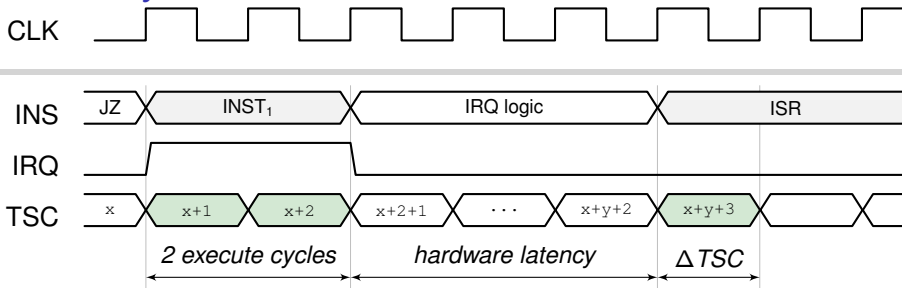 CLK
INS JZ INST₁ IRQ logic ISR
IRQ
TSC x x+1 x+2 x+2+1 ... x+y+2 x+y+3
2 execute cycles hardware latency ΔTSC